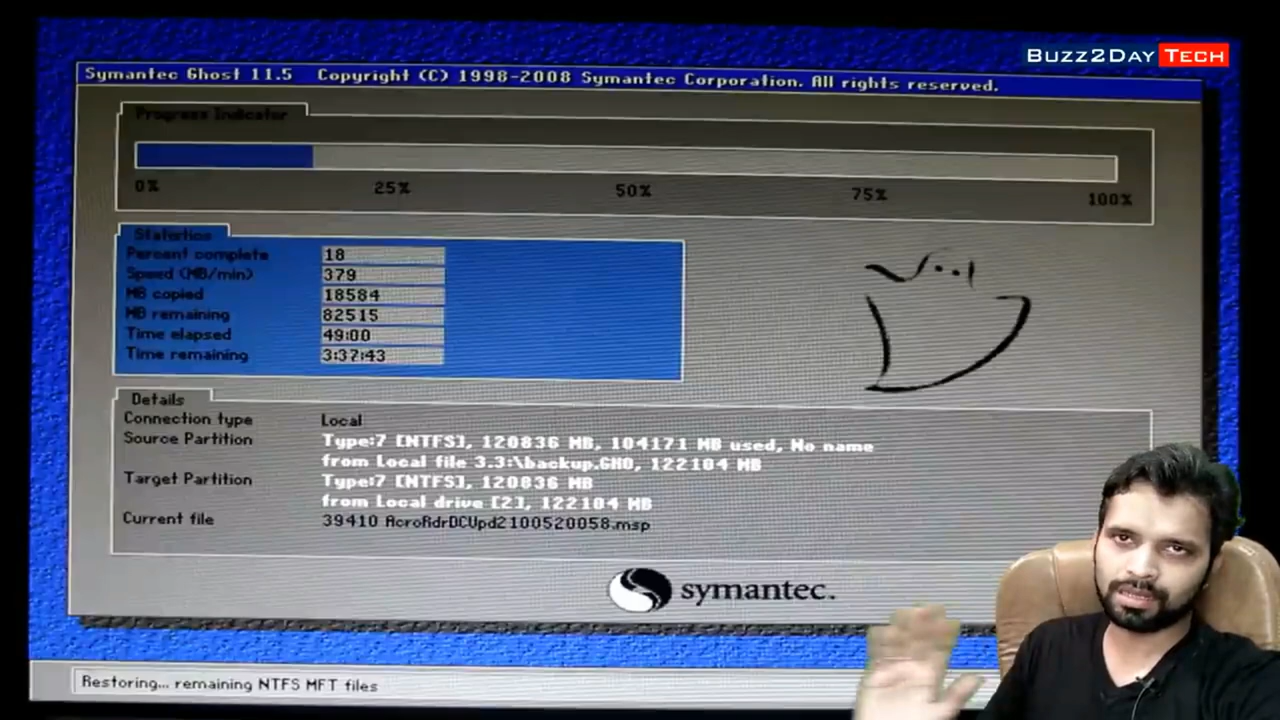 BUZZ2DAY TECH
Symantec Ghost 11.5 Copyright (C) 1998-2008 Symantec Corporation. All rights reserved.
Progress Indicator
0% 25% 50% 75% 100%
Statistics
Percent complete 18
Speed (MB/min) 379
MB copied 18584
MB remaining 82515
Time elapsed 49:00
Time remaining 3:37:43
Details
Connection type Local
Source Partition Type:7 [NTFS], 120836 MB, 104171 MB used, No name
from Local file 3.3:\backup.GHO, 122104 MB
Target Partition Type:7 [NTFS], 120836 MB
from Local drive [2], 122104 MB
Current file 39410 AcroRdrDCUpd2100520058.msp
symantec.
Restoring... remaining NTFS MFT files